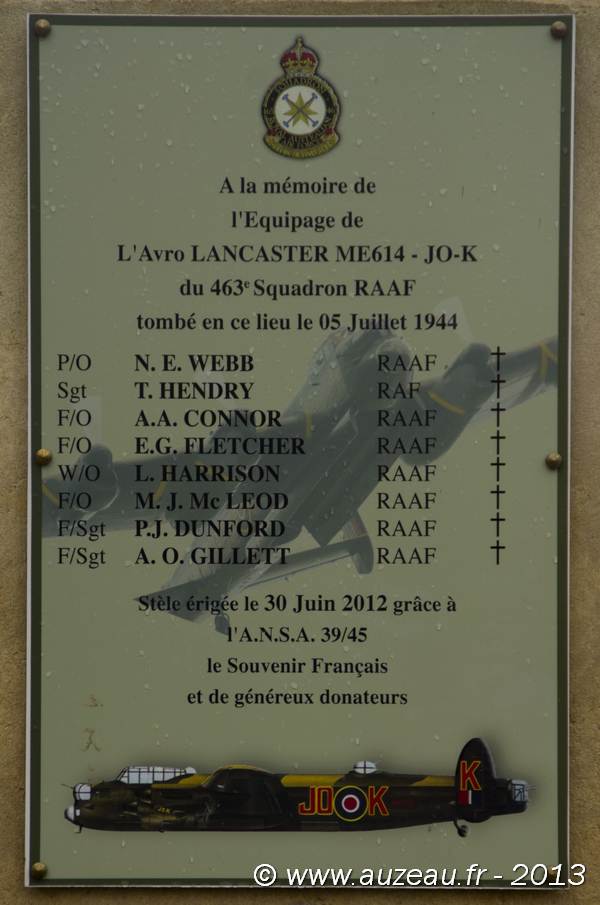 A la mémoire de
l'Equipage de
L'Avro LANCASTER ME614 - JO-K
du 463e Squadron RAAF
tombé en ce lieu le 05 Juillet 1944
P/O N. E. WEBB RAAF †
Sgt T. HENDRY RAF †
F/O A.A. CONNOR RAAF †
F/O E.G. FLETCHER RAAF †
W/O L. HARRISON RAAF †
F/O M. J. Mc LEOD RAAF †
F/Sgt P.J. DUNFORD RAAF †
F/Sgt A. O. GILLETT RAAF †
Stèle érigée le 30 Juin 2012 grâce à
l'A.N.S.A. 39/45
le Souvenir Français
et de généreux donateurs
K
JO K
© www.auzeau.fr - 2013